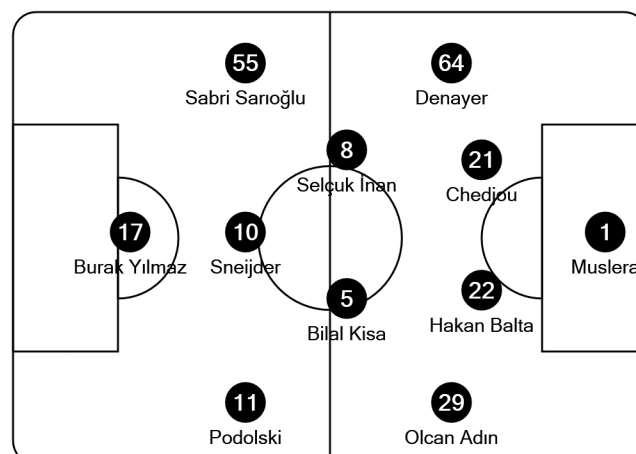 55
Sabri Sarıoğlu
64
Denayer
8
Selçuk İnan
21
Chedjou
17
Burak Yılmaz
10
Sneijder
1
Muslera
5
Bilal Kisa
22
Hakan Balta
11
Podolski
29
Olcan Adın